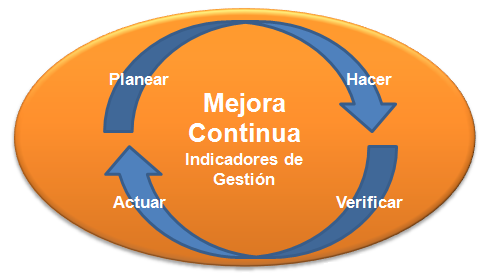 Planear
Hacer
Mejora
Continua
Indicadores de
Gestión
Actuar
Verificar